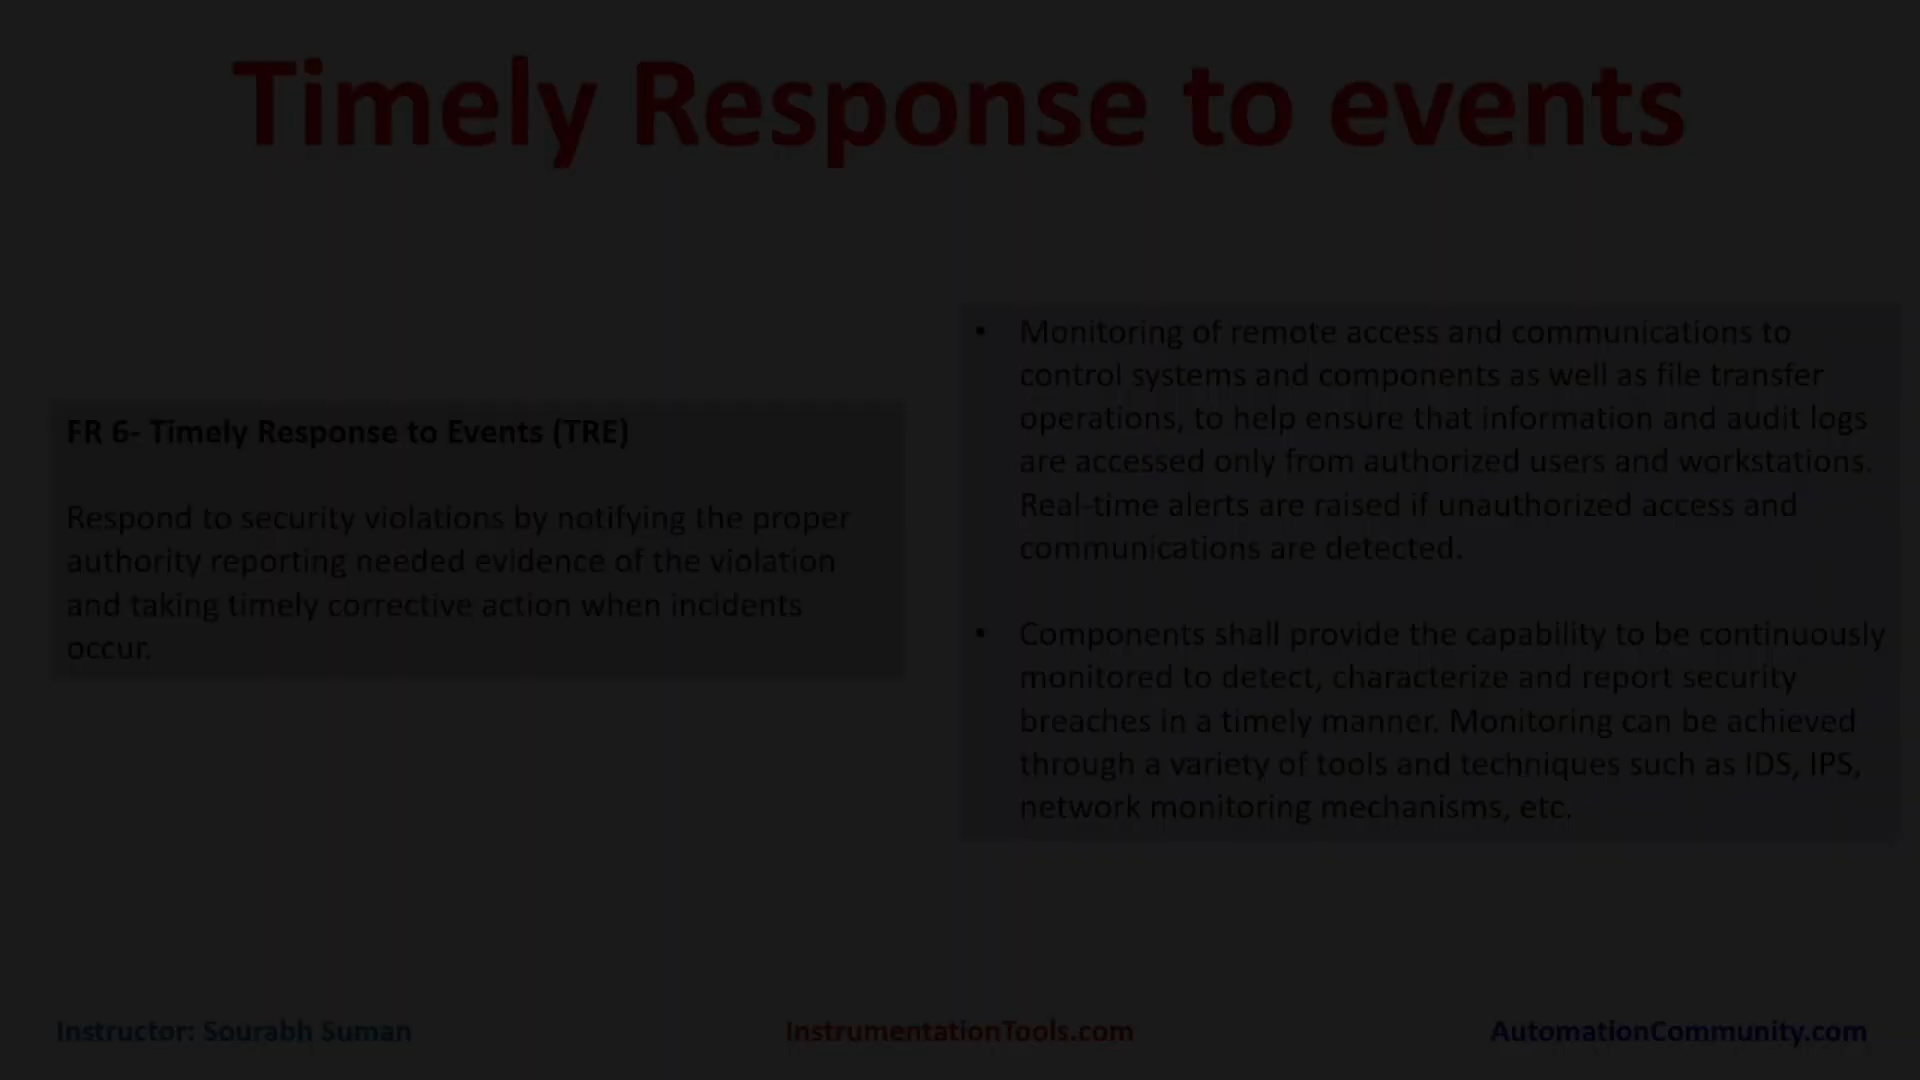 Timely Response to events
FR 6- Timely Response to Events (TRE)
Respond to security violations by notifying the proper
authority reporting needed evidence of the violation
and taking timely corrective action when incidents
occur.
• Monitoring of remote access and communications to
control systems and components as well as file transfer
operations, to help ensure that information and audit logs
are accessed only from authorized users and workstations.
Real-time alerts are raised if unauthorized access and
communications are detected.
• Components shall provide the capability to be continuously
monitored to detect, characterize and report security
breaches in a timely manner. Monitoring can be achieved
through a variety of tools and techniques such as IDS, IPS,
network monitoring mechanisms, etc.
Instructor: Sourabh Suman
InstrumentationTools.com
AutomationCommunity.com